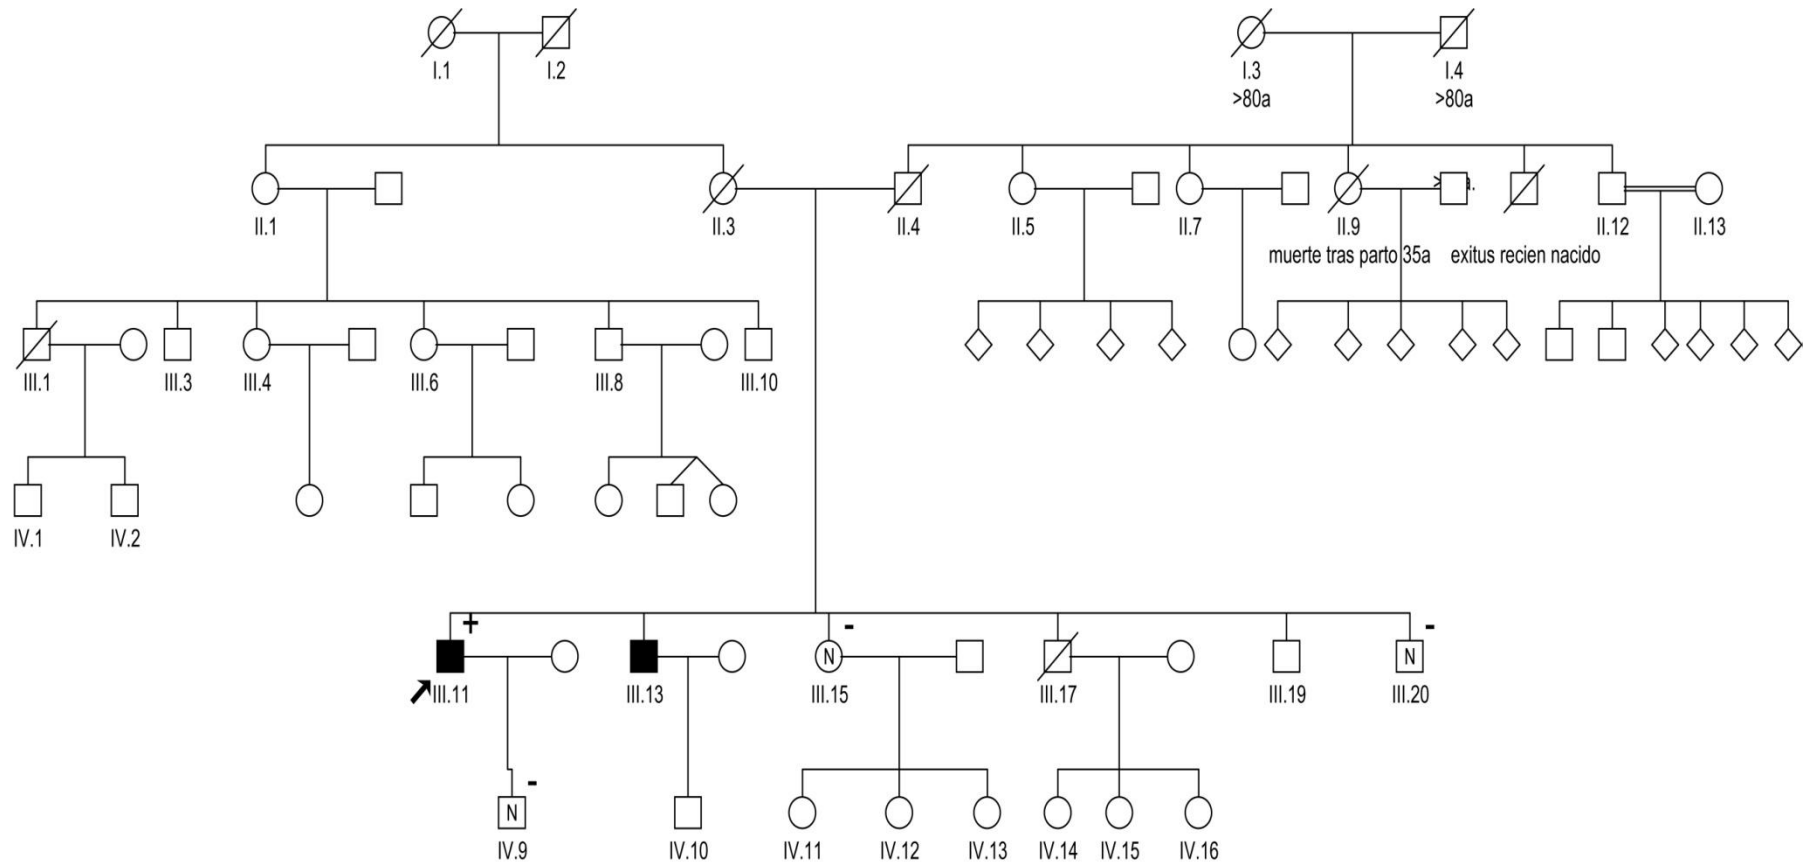 I.1 I.2 I.3 I.4
>80a >80a
II.1 II.3 II.4 II.5 II.7 II.9 II.12 II.13
muerte tras parto 35a exitus recien nacido
III.1 III.3 III.4 III.6 III.8 III.10
IV.1 IV.2
+ - -
N N
III.11 III.13 III.15 III.17 III.19 III.20
-
N
IV.9 IV.10 IV.11 IV.12 IV.13 IV.14 IV.15 IV.16